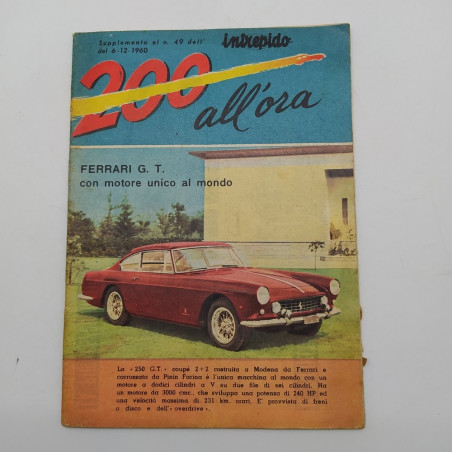 Supplemento al n. 49 dell'
del 6-12-1960
intrepido
200
all'ora
FERRARI G. T.
con motore unico al mondo
La « 250 G.T. » coupé 2+2 costruita a Modena da Ferrari e
carrozzata da Pinin Farina è l'unica macchina al mondo con un
motore a dodici cilindri a V su due file di sei cilindri. Ha
un motore da 3000 cmc., che sviluppa una potenza di 240 HP ed
una velocità massima di 231 km. orari. E' provvista di freni
a disco e dell'« overdrive ».